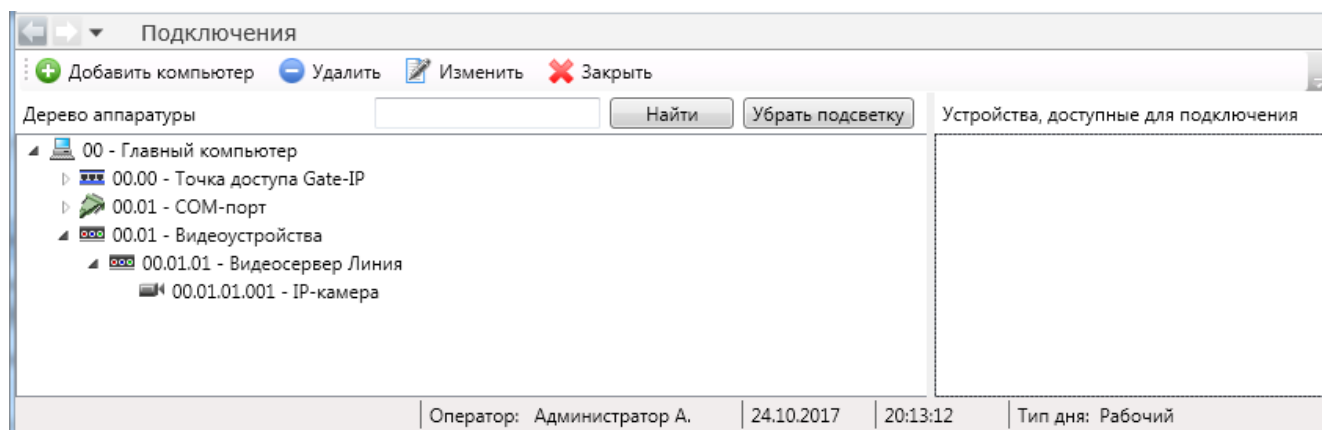 Подключения
Добавить компьютер Удалить Изменить Закрыть
Дерево аппаратуры Найти Убрать подсветку Устройства, доступные для подключения
00 - Главный компьютер
00.00 - Точка доступа Gate-IP
00.01 - COM-порт
00.01 - Видеоустройства
00.01.01 - Видеосервер Линия
00.01.01.001 - IP-камера
Оператор: Администратор А. 24.10.2017 20:13:12 Тип дня: Рабочий